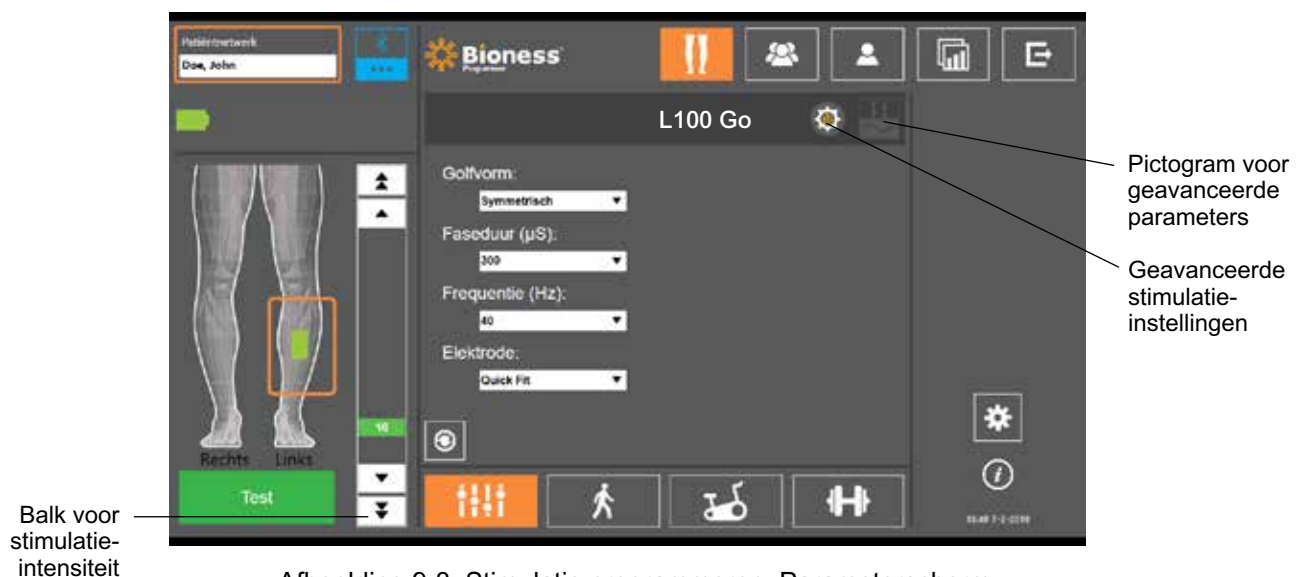 Patiëntnetwerk
Doe, John
Bioness
L100 Go
Golfvorm:
Symmetrisch
Faseduur (µS):
300
Frequentie (Hz):
40
Elektrode:
Quick Fit
10
Rechts Links
Test
Pictogram voor
geavanceerde
parameters
Geavanceerde
stimulatie-
instellingen
Balk voor
stimulatie-
intensiteit